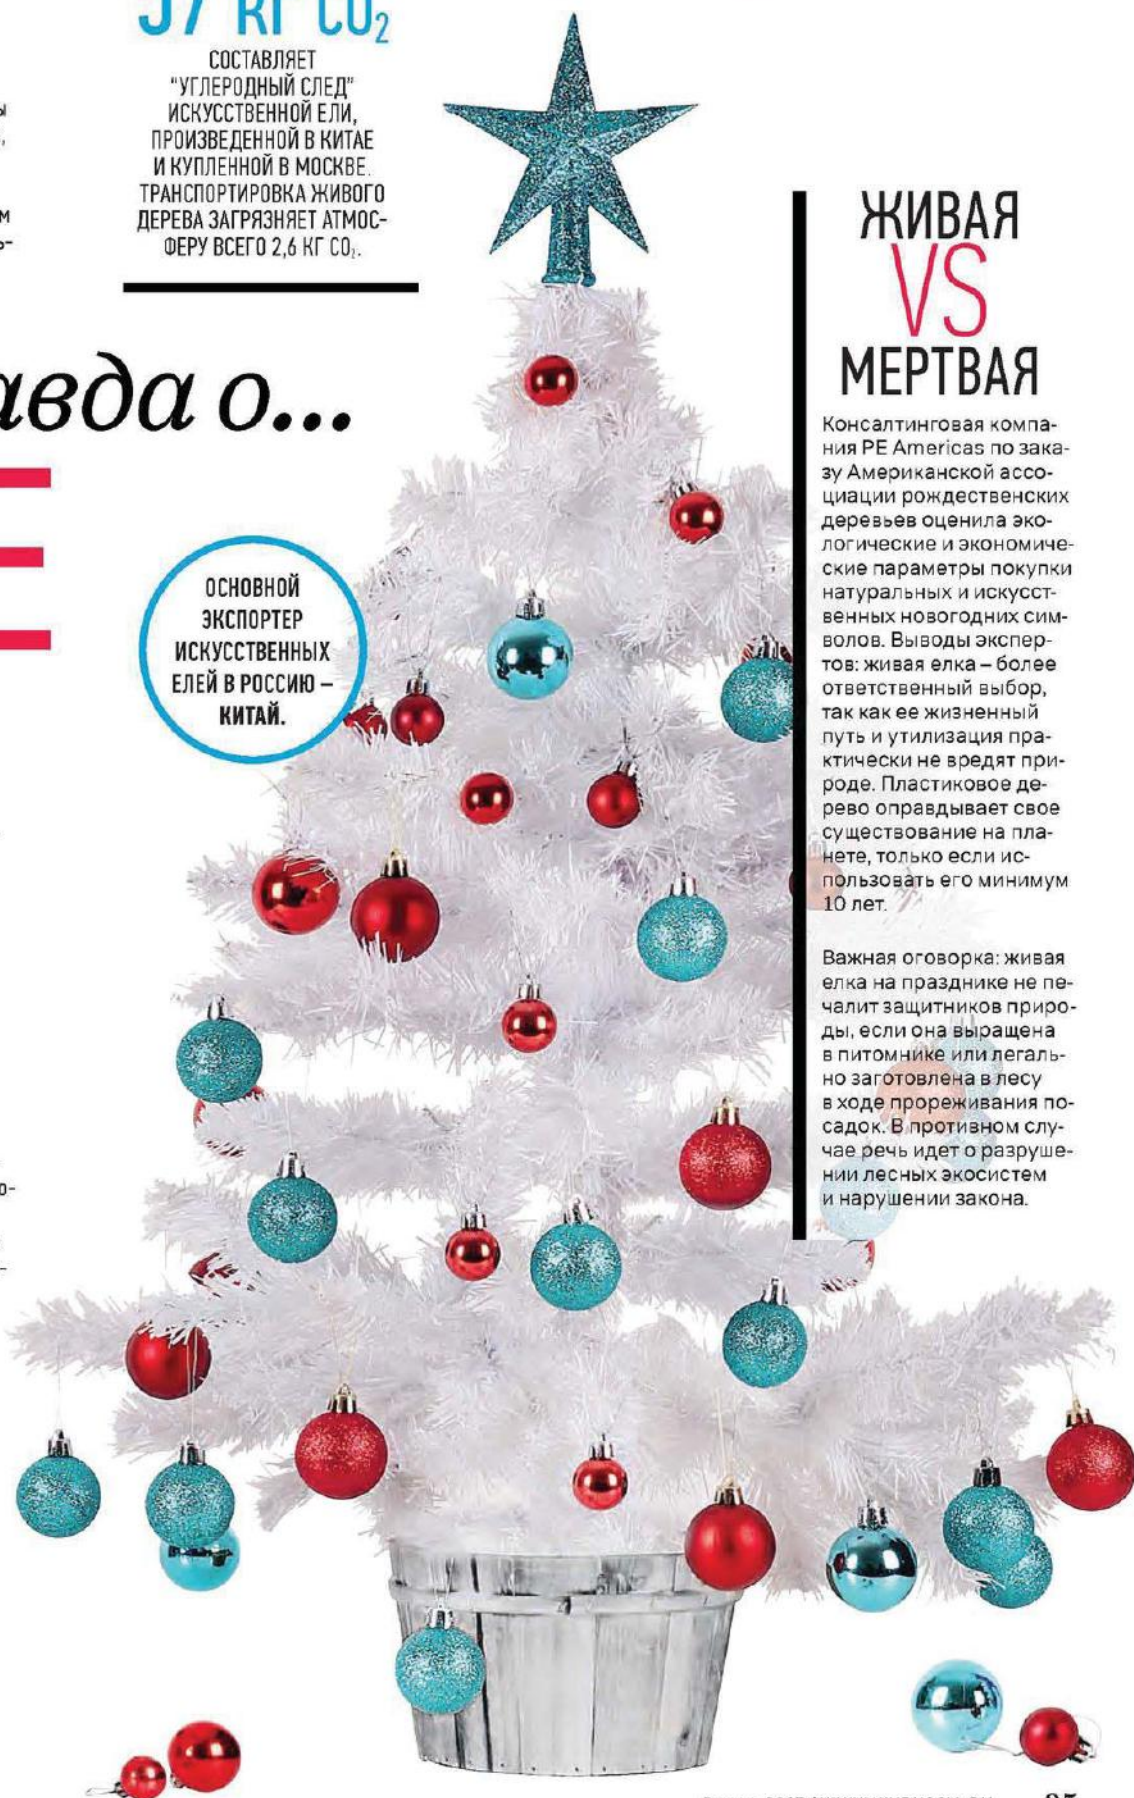 КГ CO₂
СОСТАВЛЯЕТ
"УГЛЕРОДНЫЙ СЛЕД"
ИСКУССТВЕННОЙ ЕЛИ,
ПРОИЗВЕДЕННОЙ В КИТАЕ
И КУПЛЕННОЙ В МОСКВЕ.
ТРАНСПОРТИРОВКА ЖИВОГО
ДЕРЕВА ЗАГРЯЗНЯЕТ АТМОС-
ФЕРУ ВСЕГО 2,6 КГ CO₂.
авда о...
ОСНОВНОЙ
ЭКСПОРТЕР
ИСКУССТВЕННЫХ
ЕЛЕЙ В РОССИЮ –
КИТАЙ.
ЖИВАЯ
VS
МЕРТВАЯ
Консалтинговая компа-
ния PE Americas по зака-
зу Американской ассо-
циации рождественских
деревьев оценила эко-
логические и экономиче-
ские параметры покупки
натуральных и искусст-
венных новогодних сим-
волов. Выводы экспер-
тов: живая елка – более
ответственный выбор,
так как ее жизненный
путь и утилизация пра-
ктически не вредят при-
роде. Пластиковое де-
рево оправдывает свое
существование на пла-
нете, только если ис-
пользовать его минимум
10 лет.
Важная оговорка: живая
елка на празднике не пе-
чалит защитников приро-
ды, если она выращена
в питомнике или легаль-
но заготовлена в лесу
в ходе прореживания по-
садок. В противном слу-
чае речь идет о разруше-
нии лесных экосистем
и нарушении закона.